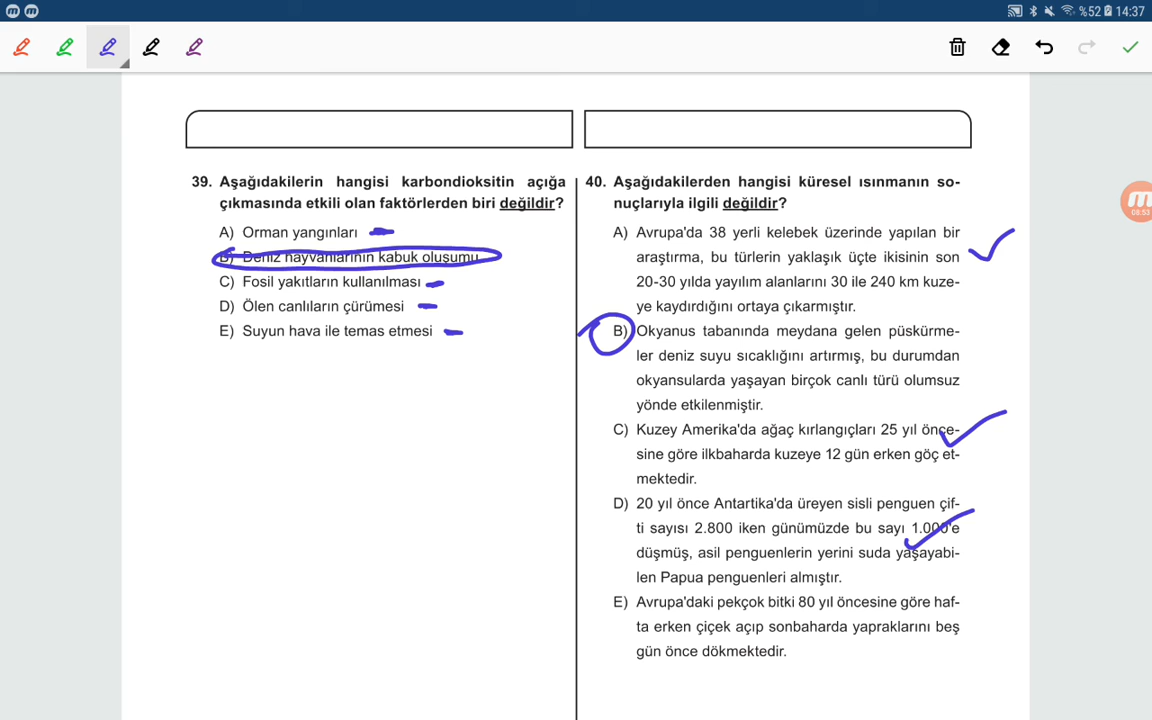 %52 14:37
39. Aşağıdakilerin hangisi karbondioksitin açığa
çıkmasında etkili olan faktörlerden biri değildir?
A) Orman yangınları
B) Deniz hayvanlarının kabuk oluşumu
C) Fosil yakıtların kullanılması
D) Ölen canlıların çürümesi
E) Suyun hava ile temas etmesi
40. Aşağıdakilerden hangisi küresel ısınmanın so-
nuçlarıyla ilgili değildir?
A) Avrupa'da 38 yerli kelebek üzerinde yapılan bir
araştırma, bu türlerin yaklaşık üçte ikisinin son
20-30 yılda yayılım alanlarını 30 ile 240 km kuze-
ye kaydırdığını ortaya çıkarmıştır.
B) Okyanus tabanında meydana gelen püskürme-
ler deniz suyu sıcaklığını artırmış, bu durumdan
okyansularda yaşayan birçok canlı türü olumsuz
yönde etkilenmiştir.
C) Kuzey Amerika'da ağaç kırlangıçları 25 yıl önce-
sine göre ilkbaharda kuzeye 12 gün erken göç et-
mektedir.
D) 20 yıl önce Antartika'da üreyen sisli penguen çif-
ti sayısı 2.800 iken günümüzde bu sayı 1.000'e
düşmüş, asil penguenlerin yerini suda yaşayabi-
len Papua penguenleri almıştır.
E) Avrupa'daki pekçok bitki 80 yıl öncesine göre haf-
ta erken çiçek açıp sonbaharda yapraklarını beş
gün önce dökmektedir.
08:53